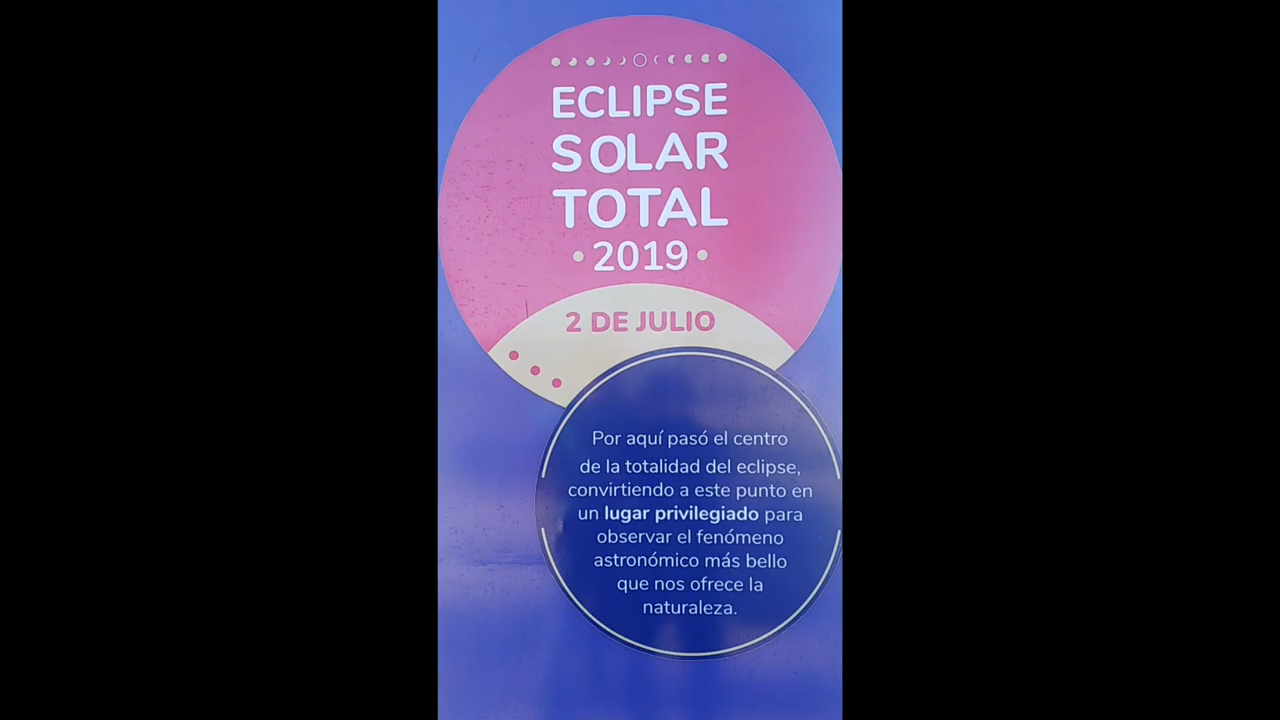 ECLIPSE
SOLAR
TOTAL
•2019•
2 DE JULIO
Por aquí pasó el centro
de la totalidad del eclipse,
convirtiendo a este punto en
un lugar privilegiado para
observar el fenómeno
astronómico más bello
que nos ofrece la
naturaleza.